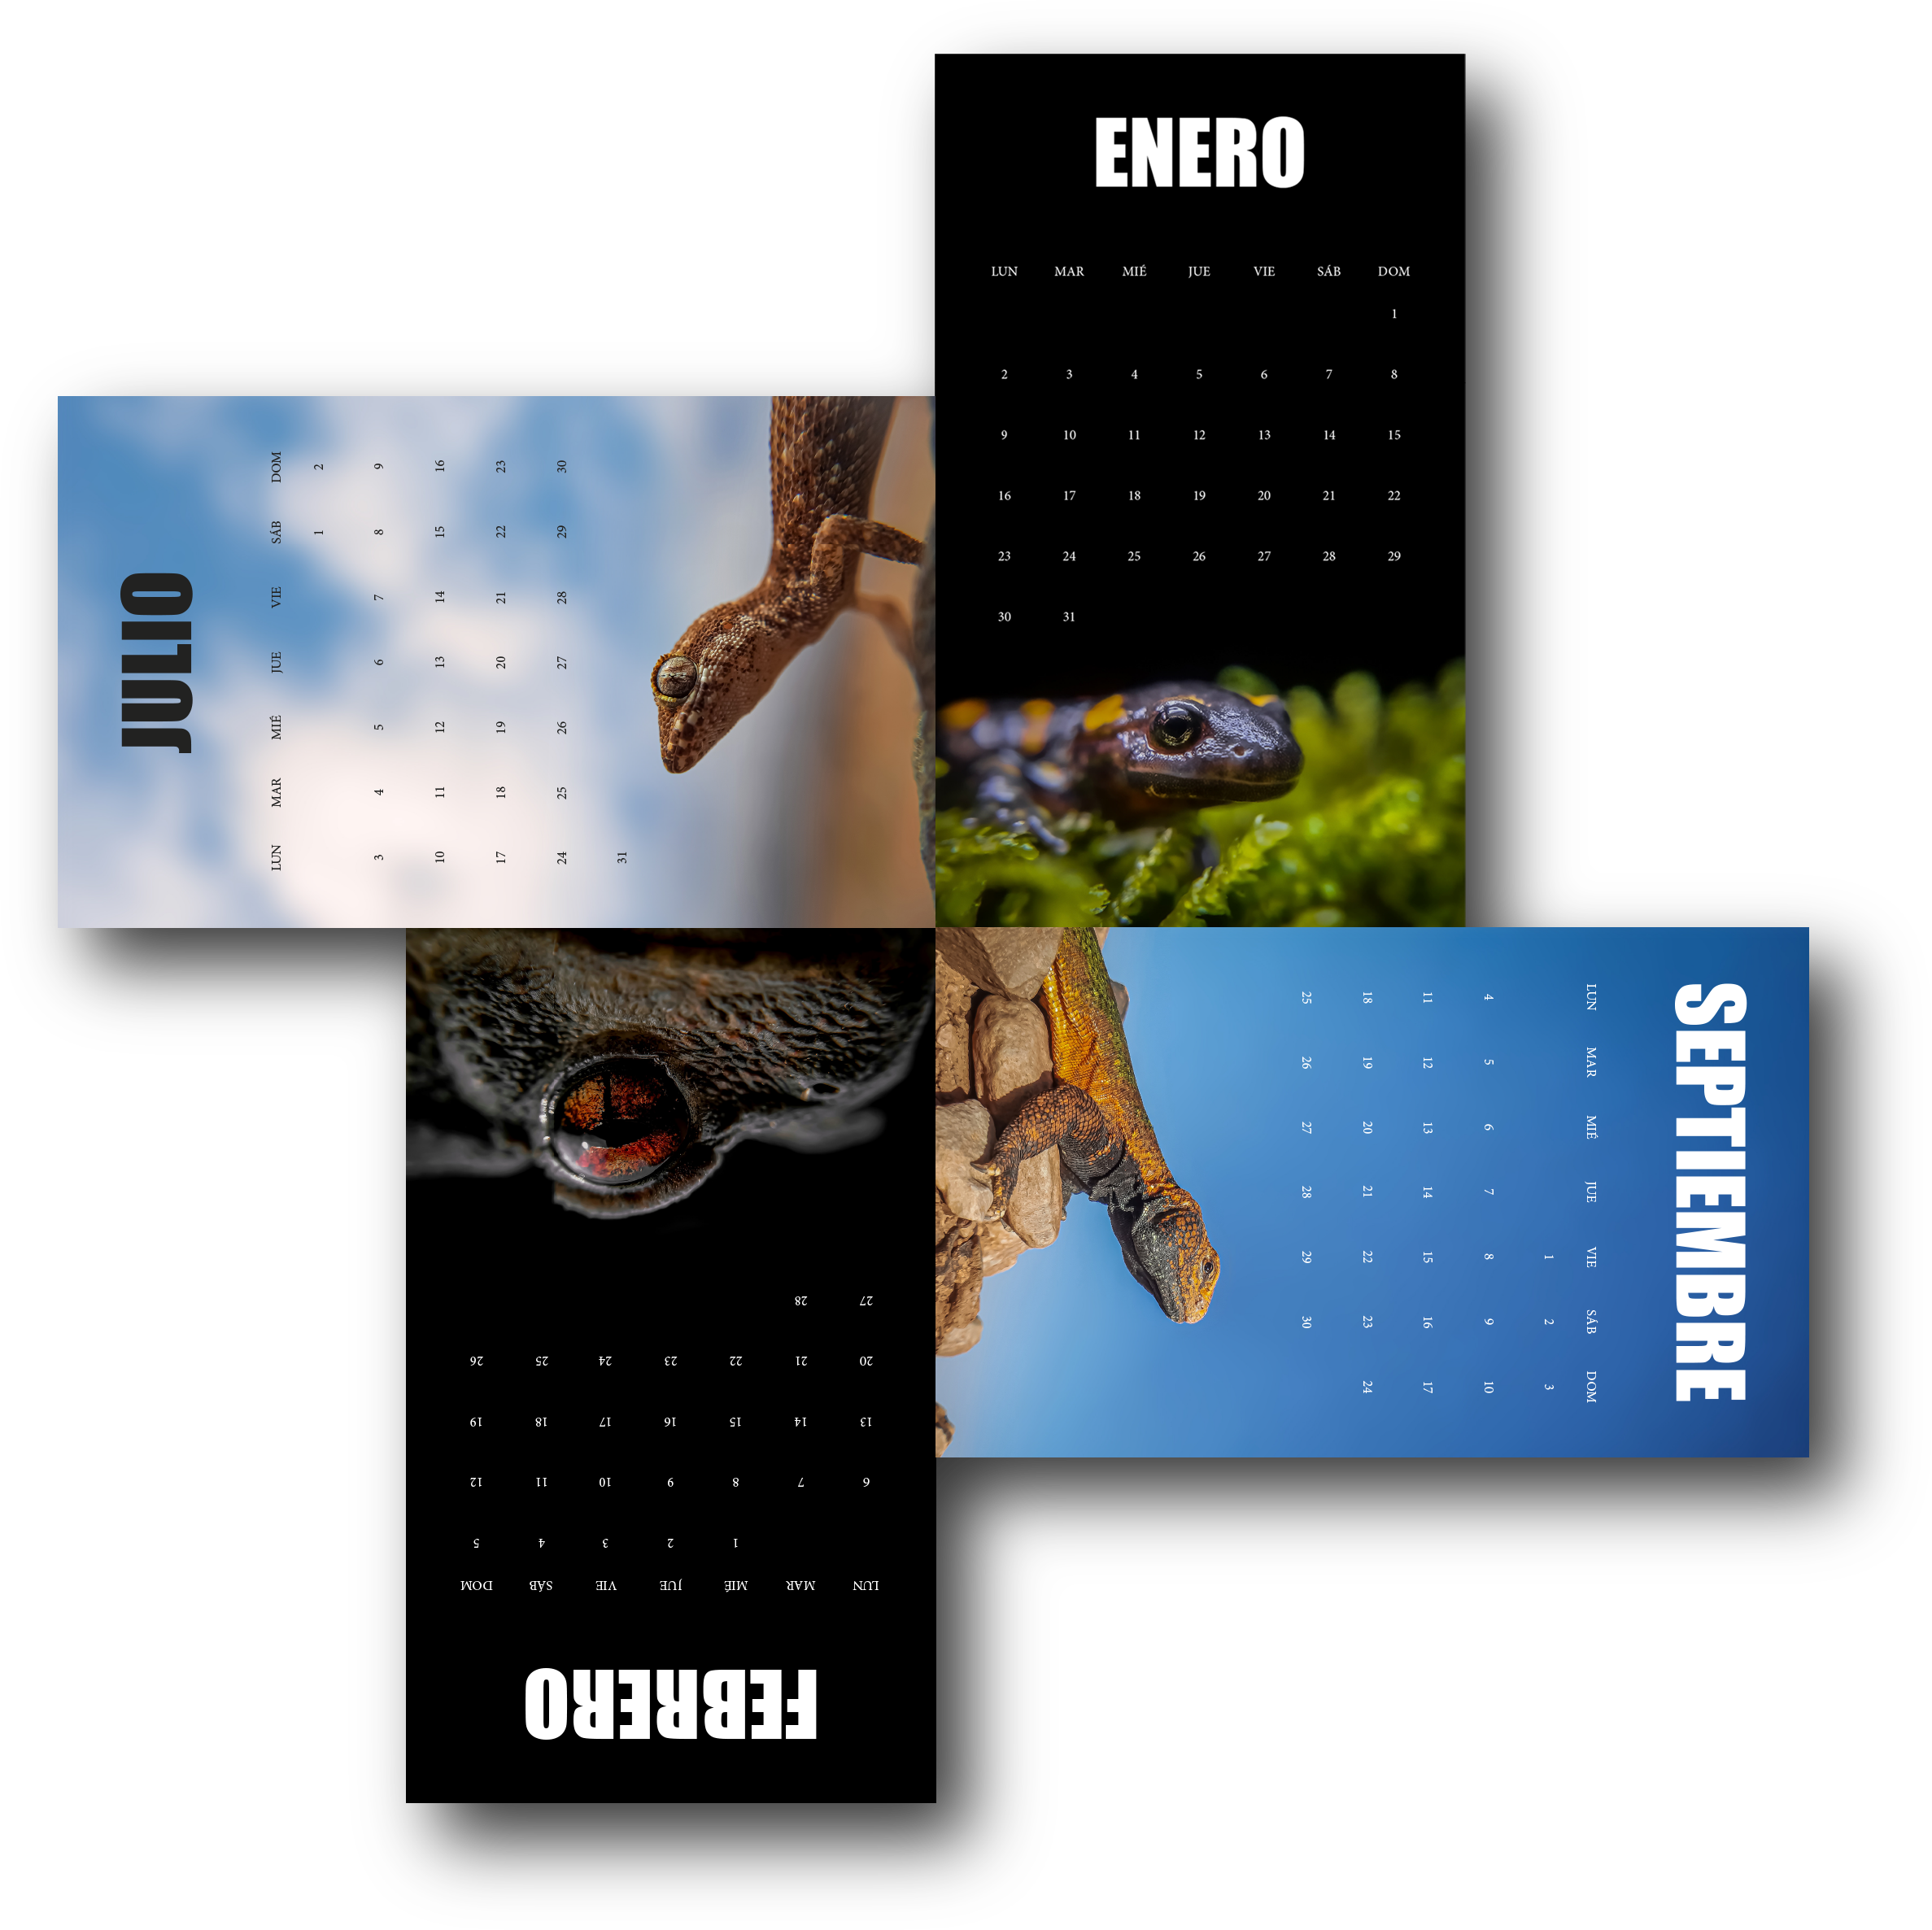 ENERO
LUN MAR MIÉ JUE VIE SÁB DOM
1
2 3 4 5 6 7 8
9 10 11 12 13 14 15
16 17 18 19 20 21 22
23 24 25 26 27 28 29
30 31
JULIO
LUN MAR MIÉ JUE VIE SÁB DOM
1 2
3 4 5 6 7 8 9
10 11 12 13 14 15 16
17 18 19 20 21 22 23
24 25 26 27 28 29 30
31
SEPTIEMBRE
LUN MAR MIÉ JUE VIE SÁB DOM
1 2 3
4 5 6 7 8 9 10
11 12 13 14 15 16 17
18 19 20 21 22 23 24
25 26 27 28 29 30
FEBRERO
LUN MAR MIÉ JUE VIE SÁB DOM
1 2 3 4 5
6 7 8 9 10 11 12
13 14 15 16 17 18 19
20 21 22 23 24 25 26
27 28